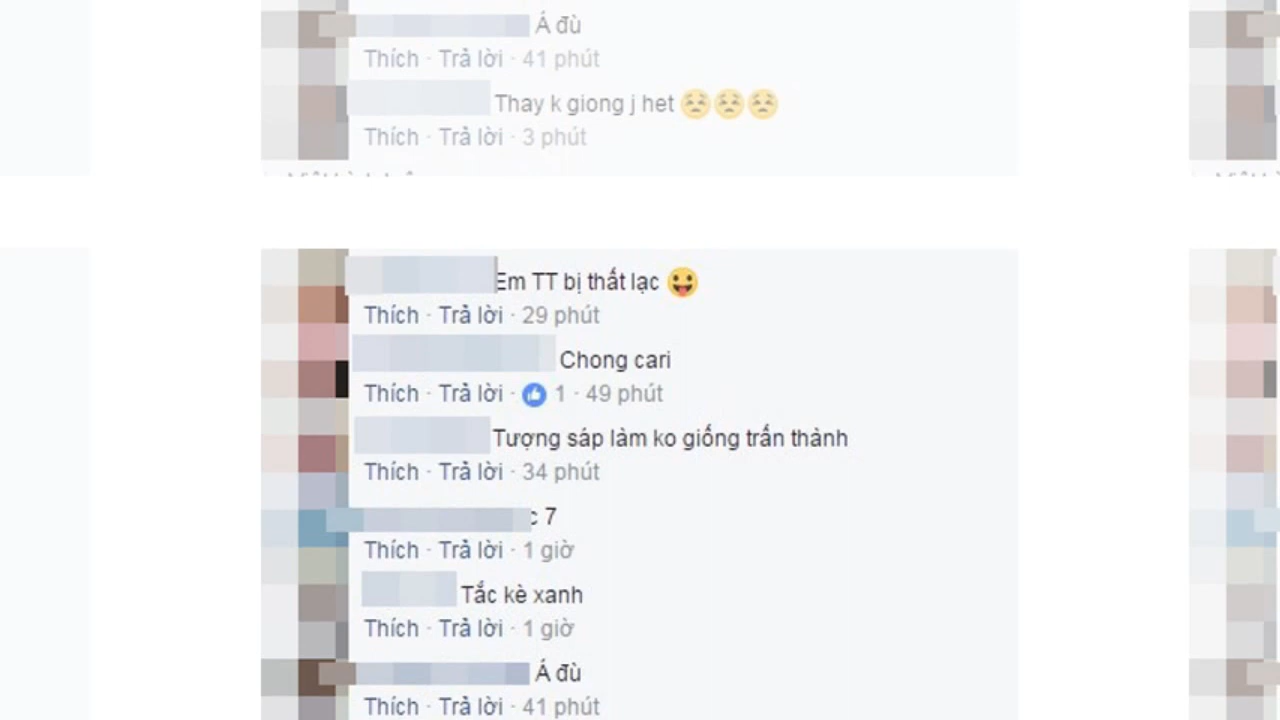 Á đù
Thích · Trả lời · 41 phút
Thay k giong j het 😣😣😣
Thích · Trả lời · 3 phút
Em TT bị thất lạc 😛
Thích · Trả lời · 29 phút
Chong cari
Thích · Trả lời · 1 · 49 phút
Tượng sáp làm ko giống trấn thành
Thích · Trả lời · 34 phút
c 7
Thích · Trả lời · 1 giờ
Tắc kè xanh
Thích · Trả lời · 1 giờ
Á đù
Thích · Trả lời · 41 phút